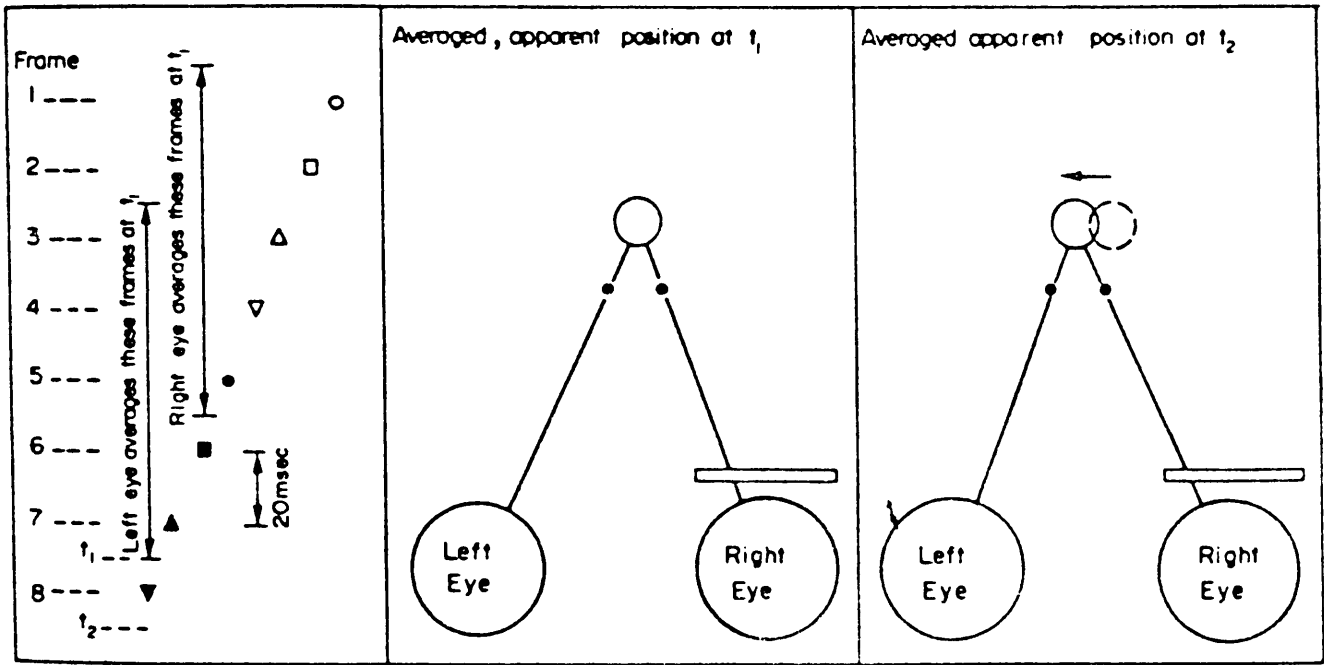 Frame
1 ----
2 ----
3 ----
4 ----
5 ---
6 ---
7 ---
t₁ --
8 ---
t₂ ---
Left eye averages these frames at t₁
Right eye averages these frames at t₁
20msec
Averaged, apparent position at t₁
Left
Eye
Right
Eye
Averaged apparent position at t₂
Left
Eye
Right
Eye